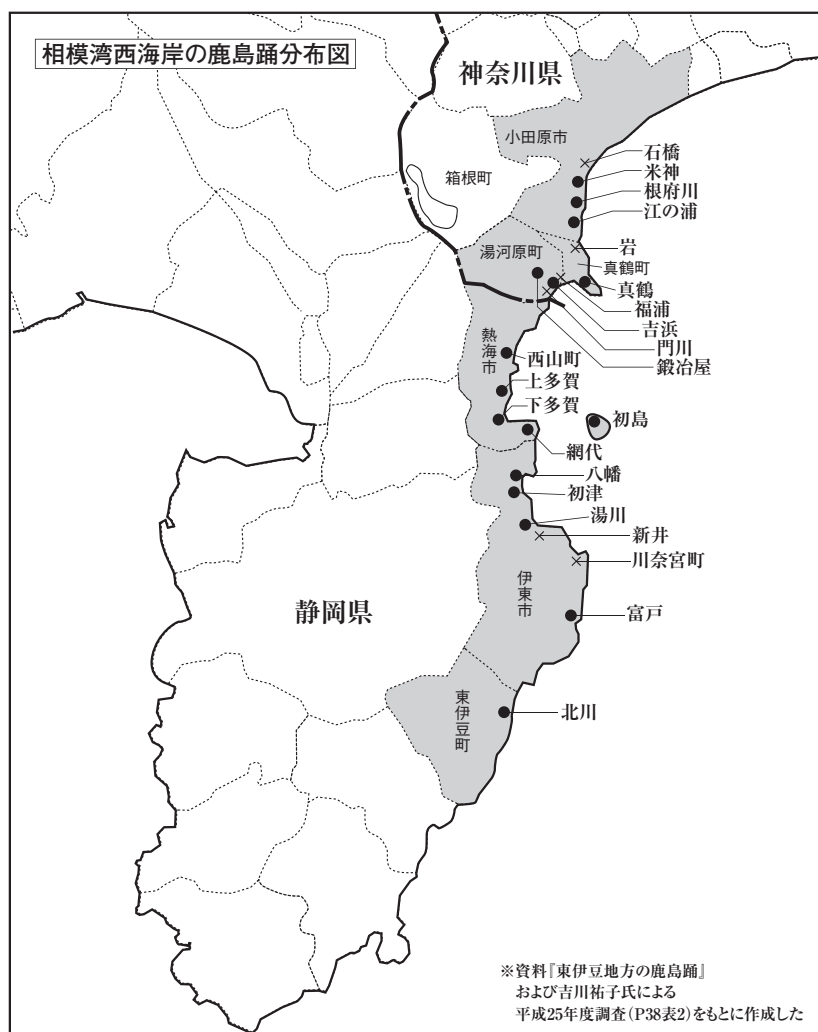 相模湾西海岸の鹿島踊分布図
神奈川県
小田原市
箱根町
石橋
米神
根府川
江の浦
岩
湯河原町
真鶴町
真鶴
福浦
吉浜
門川
鍛冶屋
熱海市
西山町
上多賀
下多賀
初島
網代
八幡
初津
湯川
新井
川奈宮町
伊東市
静岡県
富戸
東伊豆町
北川
※資料『東伊豆地方の鹿島踊』
および吉川祐子氏による
平成25年度調査（P38表2）をもとに作成した